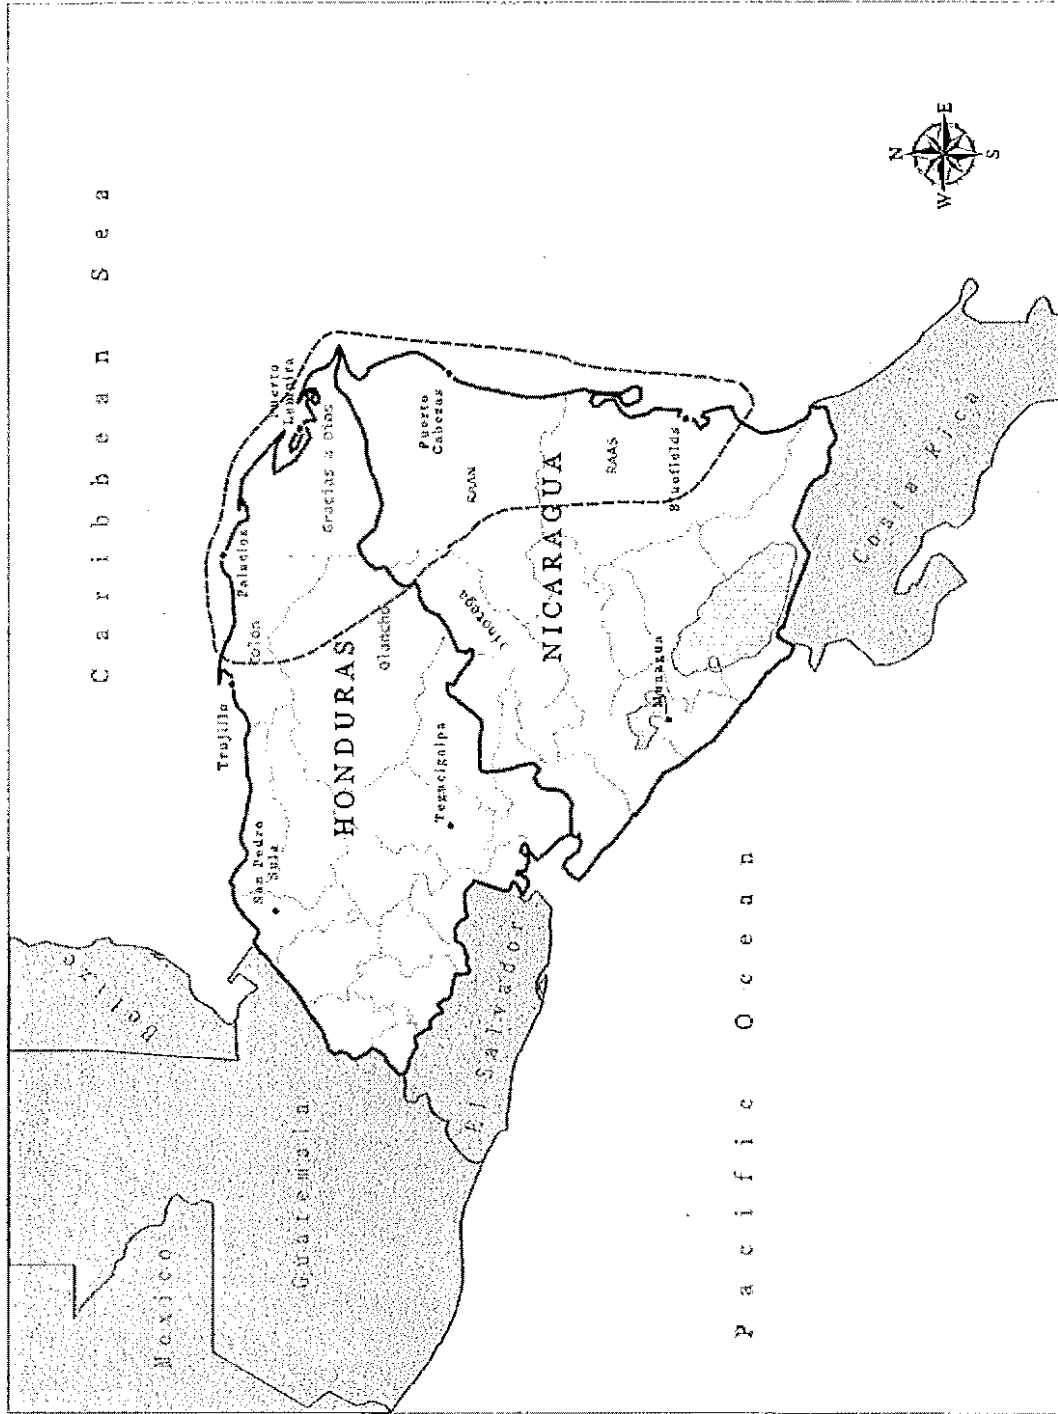 Caribbean Sea
Mexico
Belize
Guatemala
San Pedro
Sula
Trujillo
Colon
Palacios
Puerto
Lempira
Gracias a Dios
HONDURAS
Olancho
Tegucigalpa
El Salvador
Puerto
Cabezas
RAAN
Jinotega
NICARAGUA
RAAS
Bluefields
Managua
Costa Rica
Pacific Ocean
N
W
E
S